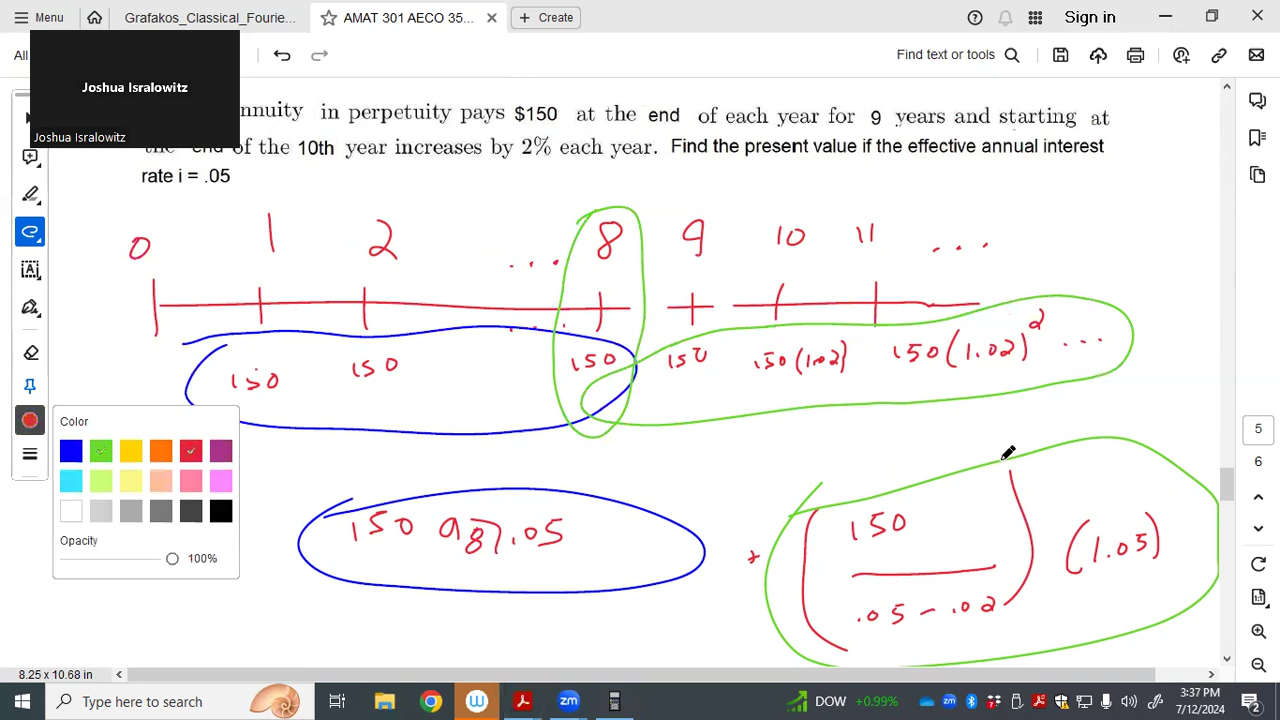 Menu
Grafakos_Classical_Fourie...
AMAT 301 AECO 35...
Create
Sign in
All
Find text or tools
Joshua Isralowitz
Joshua Isralowitz
nnuity in perpetuity pays $150 at the end of each year for 9 years and starting at
the end of the 10th year increases by 2% each year. Find the present value if the effective annual interest
rate i = .05
0 1 2 ... 8 9 10 11 ...
150 150 ... 150 150 150(1.02) 150(1.02)² ...
Color
Opacity
100%
150 a8|.05 + (150 / .05 - .02) (1.05)
5
6
8.25 x 10.68 in
Type here to search
DOW +0.99%
3:37 PM
7/12/2024
2